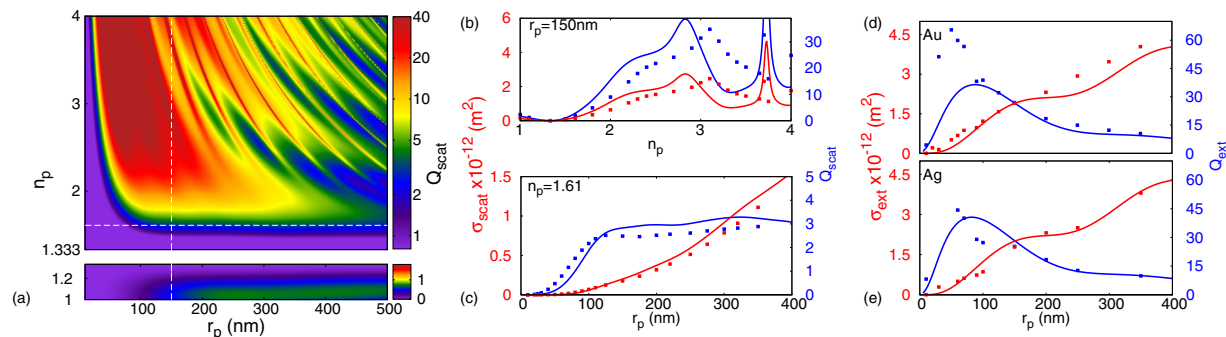 4
3
2
1.333
1.2
1
n_p
(a)
100 200 300 400 500
r_p (nm)
40
20
10
4
2
1
1
0
Q_scat
(b)
r_p=150nm
6
4
2
0
1 2 3 4
n_p
30
20
10
0
σ_scat x10^-12 (m^2)
Q_scat
n_p=1.61
1.5
1
0.5
0
(c)
0 100 200 300 400
r_p (nm)
5
4
3
2
1
0
(d)
Au
4.5
3
1.5
0
60
45
30
15
0
σ_ext x10^-12 (m^2)
Q_ext
Ag
4.5
3
1.5
0
60
45
30
15
0
0 100 200 300 400
r_p (nm)
(e)